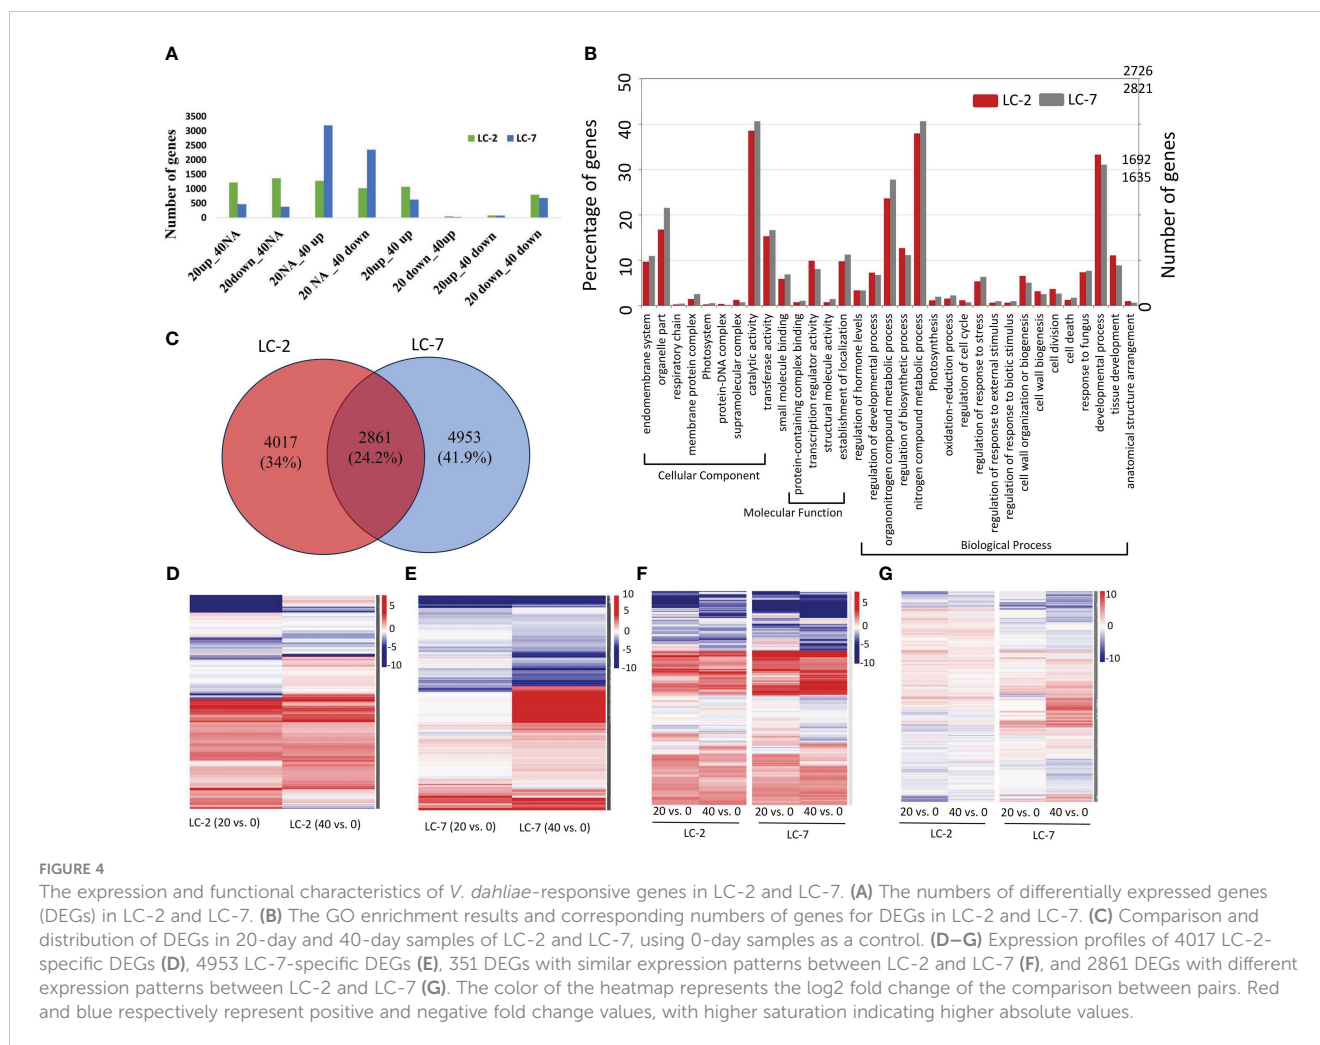 A
Number of genes
3500
3000
2500
2000
1500
1000
500
0
LC-2
LC-7
20up_40NA
20down_40NA
20NA_40 up
20 NA_40 down
20up_40 up
20 down_40up
20up_40 down
20 down_40 down
B
Percentage of genes
50
40
30
20
10
0
LC-2
LC-7
2726
2821
1692
1635
0
Number of genes
endomembrane system
organelle part
respiratory chain
membrane protein complex
Photosystem
protein-DNA complex
supramolecular complex
catalytic activity
transferase activity
small molecule binding
protein-containing complex binding
transcription regulator activity
structural molecule activity
establishment of localization
regulation of hormone levels
regulation of developmental process
organonitrogen compound metabolic process
regulation of biosynthetic process
nitrogen compound metabolic process
Photosynthesis
oxidation-reduction process
regulation of cell cycle
regulation of response to stress
regulation of response to external stimulus
regulation of response to biotic stimulus
cell wall organization or biogenesis
cell wall biogenesis
cell division
cell death
response to fungus
developmental process
tissue development
anatomical structure arrangement
Cellular Component
Molecular Function
Biological Process
C
LC-2
LC-7
4017
(34%)
2861
(24.2%)
4953
(41.9%)
D
5
0
-5
-10
LC-2 (20 vs. 0)
LC-2 (40 vs. 0)
E
10
5
0
-5
-10
LC-7 (20 vs. 0)
LC-7 (40 vs. 0)
F
5
0
-5
-10
20 vs. 0
40 vs. 0
20 vs. 0
40 vs. 0
LC-2
LC-7
G
10
5
0
-5
-10
20 vs. 0
40 vs. 0
20 vs. 0
40 vs. 0
LC-2
LC-7
FIGURE 4
The expression and functional characteristics of V. dahliae-responsive genes in LC-2 and LC-7. (A) The numbers of differentially expressed genes
(DEGs) in LC-2 and LC-7. (B) The GO enrichment results and corresponding numbers of genes for DEGs in LC-2 and LC-7. (C) Comparison and
distribution of DEGs in 20-day and 40-day samples of LC-2 and LC-7, using 0-day samples as a control. (D–G) Expression profiles of 4017 LC-2-
specific DEGs (D), 4953 LC-7-specific DEGs (E), 351 DEGs with similar expression patterns between LC-2 and LC-7 (F), and 2861 DEGs with different
expression patterns between LC-2 and LC-7 (G). The color of the heatmap represents the log2 fold change of the comparison between pairs. Red
and blue respectively represent positive and negative fold change values, with higher saturation indicating higher absolute values.